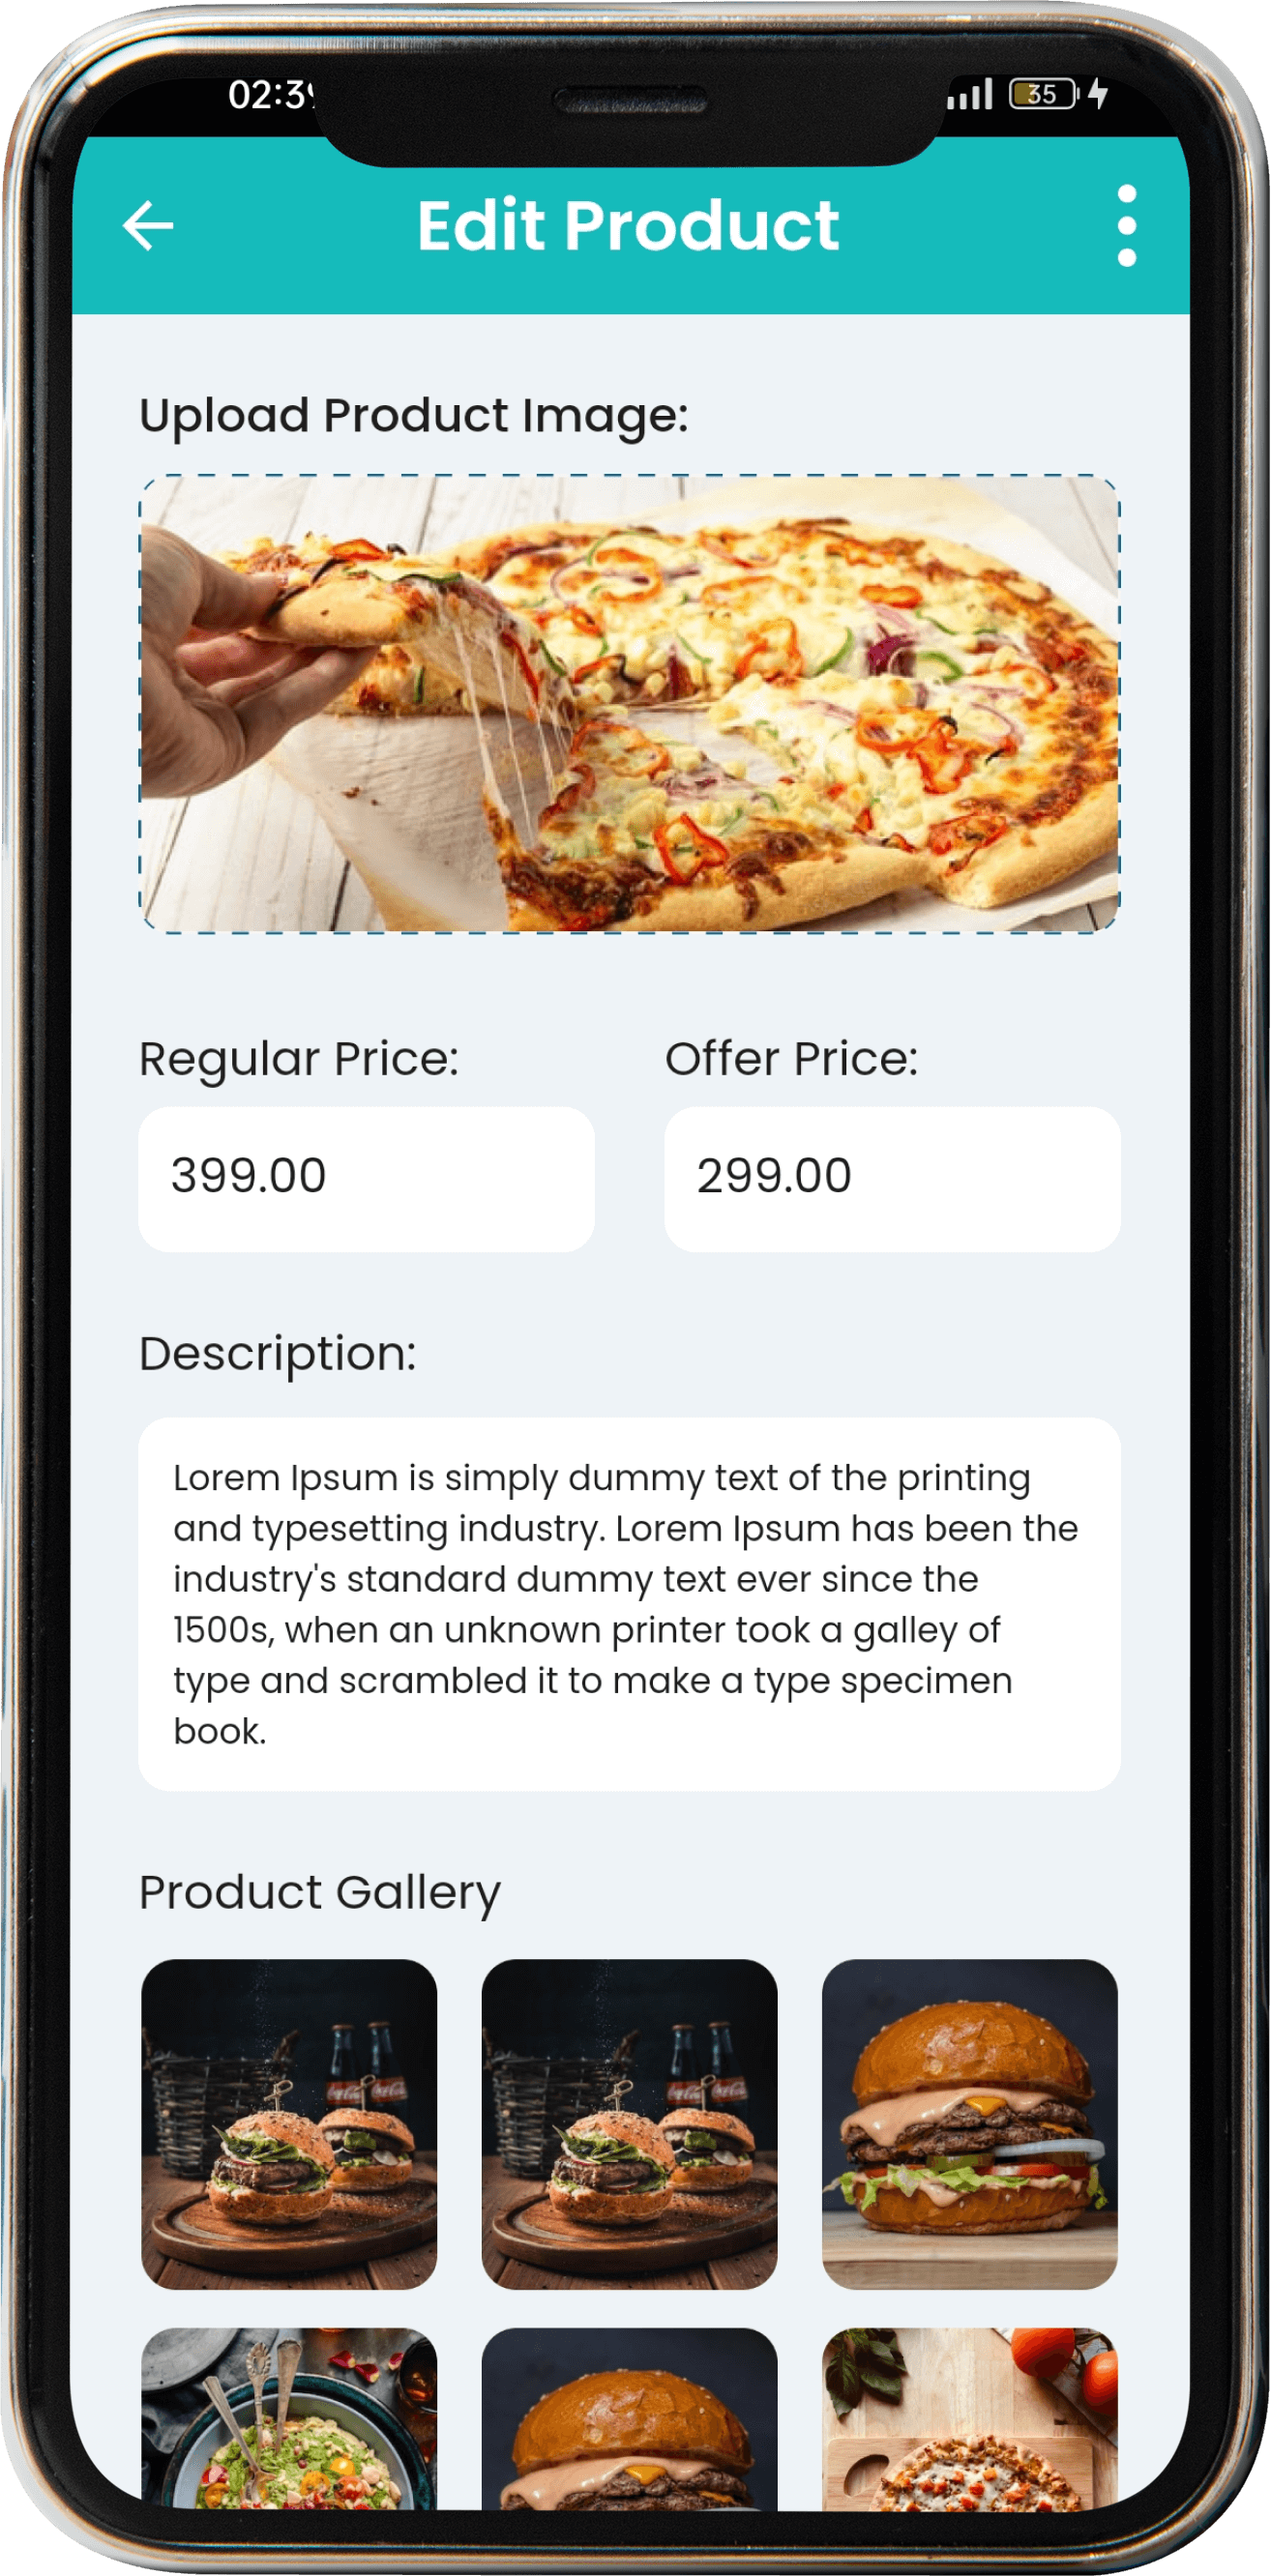 35
Edit Product
Upload Product Image:
Regular Price:
Offer Price:
399.00
299.00
Description:
Lorem Ipsum is simply dummy text of the printing
and typesetting industry. Lorem Ipsum has been the
industry's standard dummy text ever since the
1500s, when an unknown printer took a galley of
type and scrambled it to make a type specimen
book.
Product Gallery